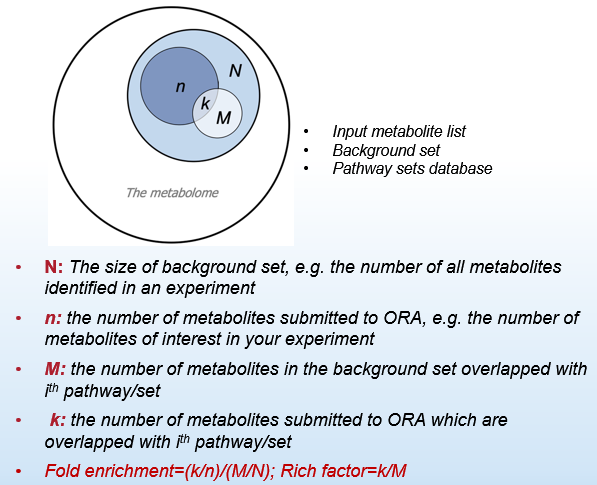 n
N
k
M
The metabolome
• Input metabolite list
• Background set
• Pathway sets database
• N: The size of background set, e.g. the number of all metabolites
identified in an experiment
• n: the number of metabolites submitted to ORA, e.g. the number of
metabolites of interest in your experiment
• M: the number of metabolites in the background set overlapped with
ith pathway/set
• k: the number of metabolites submitted to ORA which are
overlapped with ith pathway/set
• Fold enrichment=(k/n)/(M/N); Rich factor=k/M